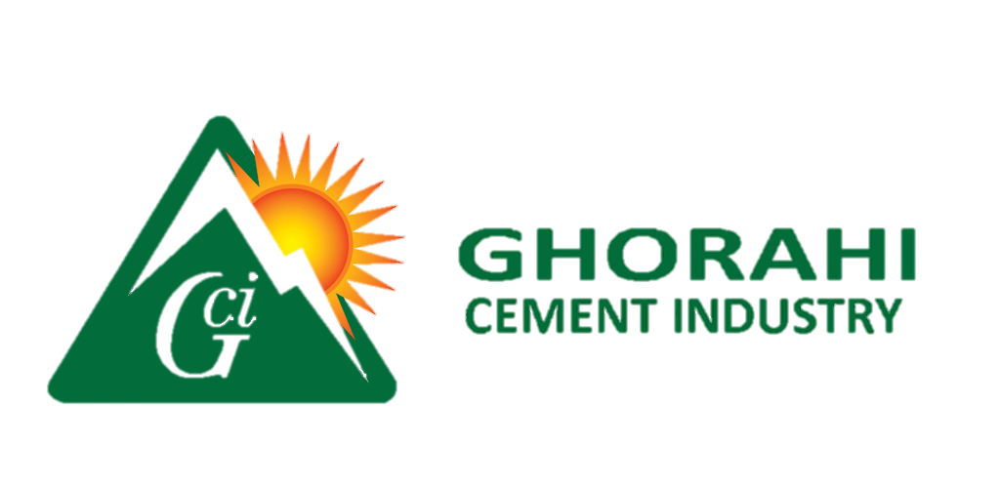 Gci
GHORAHI
CEMENT INDUSTRY